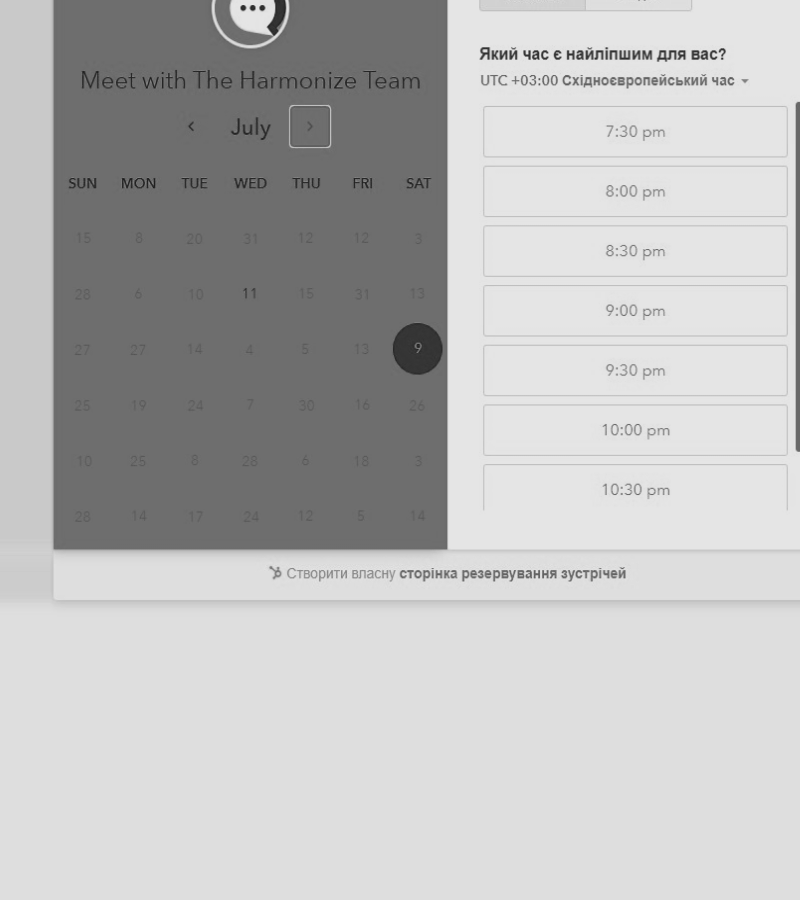 Meet with The Harmonize Team
July
SUN MON TUE WED THU FRI SAT
15 8 20 31 12 12 3
28 6 10 11 15 31 13
27 27 14 4 5 13 9
25 19 24 7 30 16 26
10 25 8 28 6 18 3
28 14 17 24 12 5 14
Який час є найліпшим для вас?
UTC +03:00 Східноєвропейський час
7:30 pm
8:00 pm
8:30 pm
9:00 pm
9:30 pm
10:00 pm
10:30 pm
Створити власну сторінка резервування зустрічей